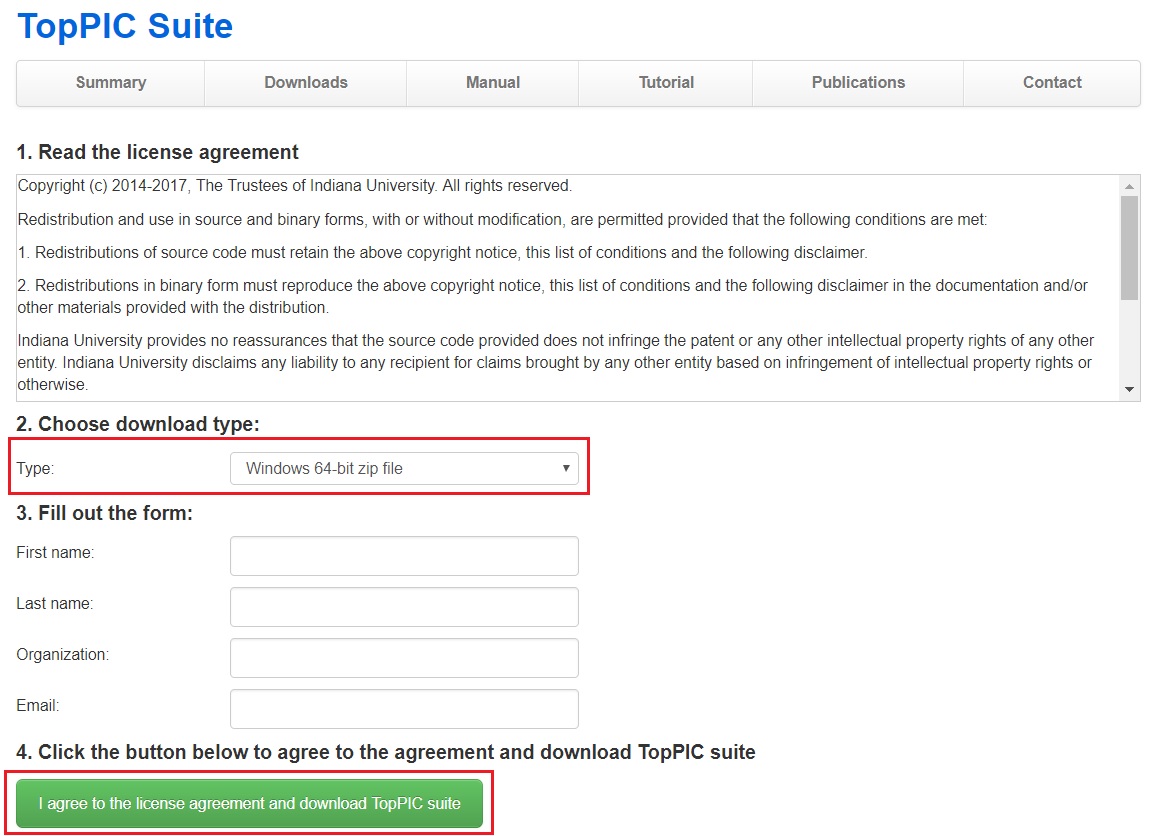 TopPIC Suite
Summary
Downloads
Manual
Tutorial
Publications
Contact
1. Read the license agreement
Copyright (c) 2014-2017, The Trustees of Indiana University. All rights reserved.
Redistribution and use in source and binary forms, with or without modification, are permitted provided that the following conditions are met:
1. Redistributions of source code must retain the above copyright notice, this list of conditions and the following disclaimer.
2. Redistributions in binary form must reproduce the above copyright notice, this list of conditions and the following disclaimer in the documentation and/or
other materials provided with the distribution.
Indiana University provides no reassurances that the source code provided does not infringe the patent or any other intellectual property rights of any other
entity. Indiana University disclaims any liability to any recipient for claims brought by any other entity based on infringement of intellectual property rights or
otherwise.
2. Choose download type:
Type:
Windows 64-bit zip file
3. Fill out the form:
First name:
Last name:
Organization:
Email:
4. Click the button below to agree to the agreement and download TopPIC suite
I agree to the license agreement and download TopPIC suite